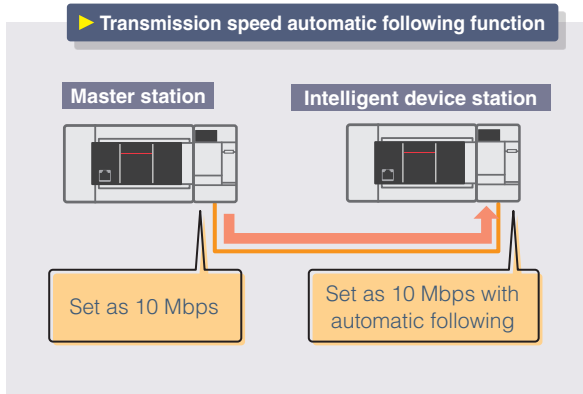 Transmission speed automatic following function
Master station
Intelligent device station
Set as 10 Mbps
Set as 10 Mbps with
automatic following